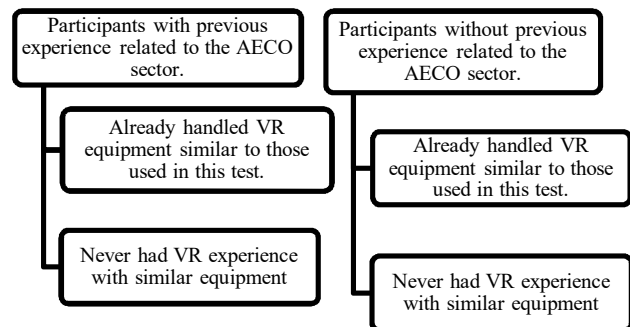 Participants with previous
experience related to the AECO
sector.
Already handled VR
equipment similar to those
used in this test.
Never had VR experience
with similar equipment
Participants without previous
experience related to the
AECO sector.
Already handled VR
equipment similar to those
used in this test.
Never had VR experience
with similar equipment